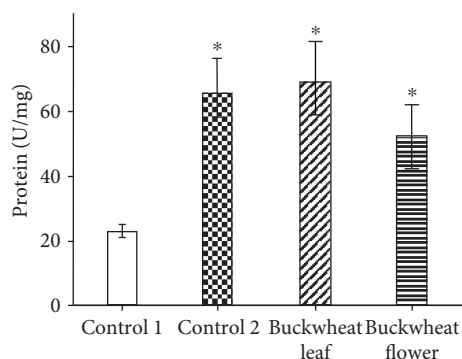 Protein (U/mg)
80
60
40
20
0
*
*
*
Control 1
Control 2
Buckwheat
leaf
Buckwheat
flower